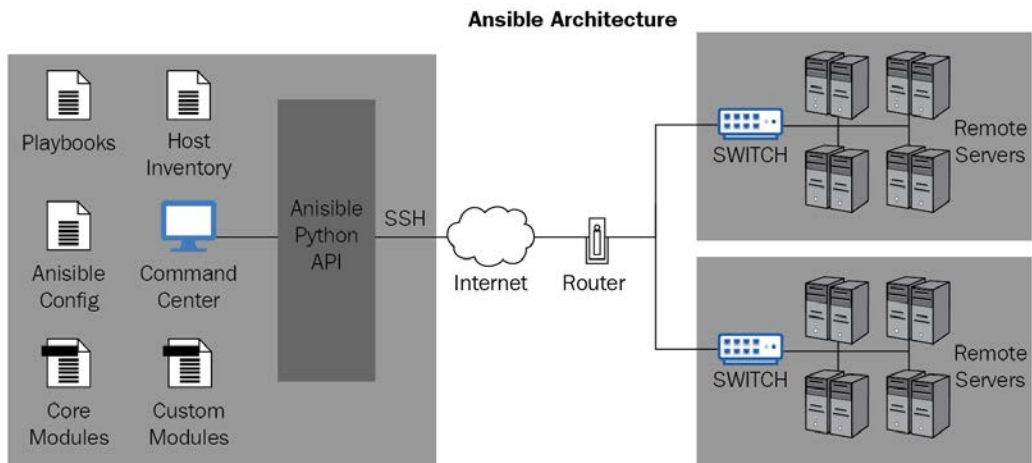 Ansible Architecture
Playbooks
Host
Inventory
Anisible
Config
Command
Center
Core
Modules
Custom
Modules
Anisible
Python
API
SSH
Internet
Router
SWITCH
Remote
Servers
SWITCH
Remote
Servers